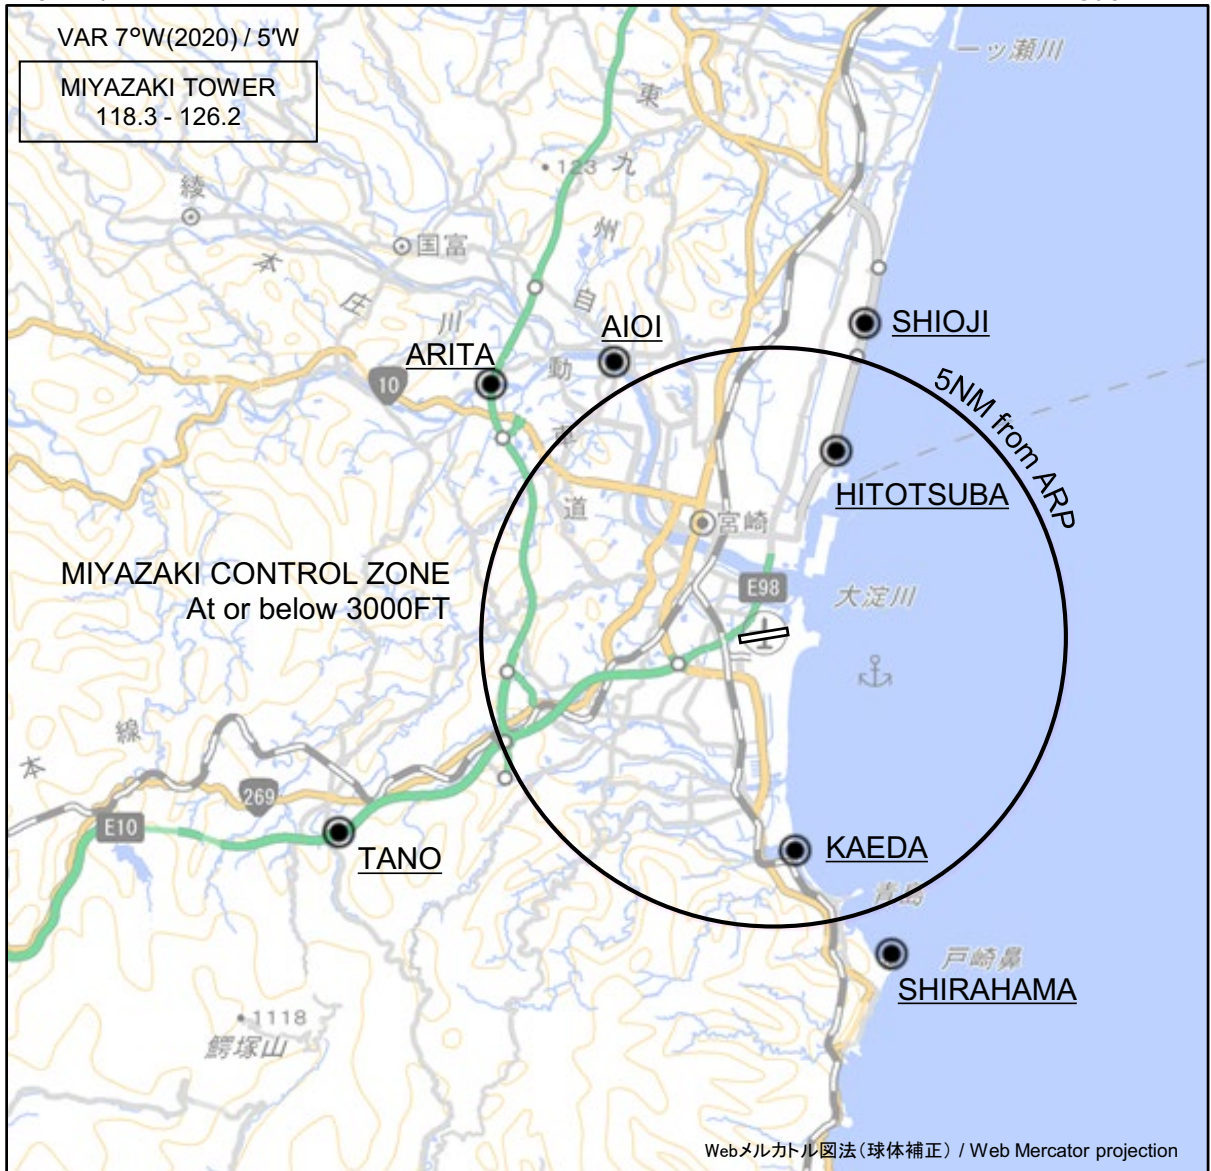 VAR 7°W(2020) / 5'W
MIYAZAKI TOWER
118.3 - 126.2
一ッ瀬川
東
九
州
自
動
車
道
123
綾
国富
本
庄
川
SHIOJI
AIOI
ARITA
10
5NM from ARP
HITOTSUBA
宮崎
MIYAZAKI CONTROL ZONE
At or below 3000FT
E98
大淀川
線
本
269
E10
TANO
KAEDA
青島
戸崎鼻
SHIRAHAMA
1118
鰐塚山
Webメルカトル図法(球体補正) / Web Mercator projection